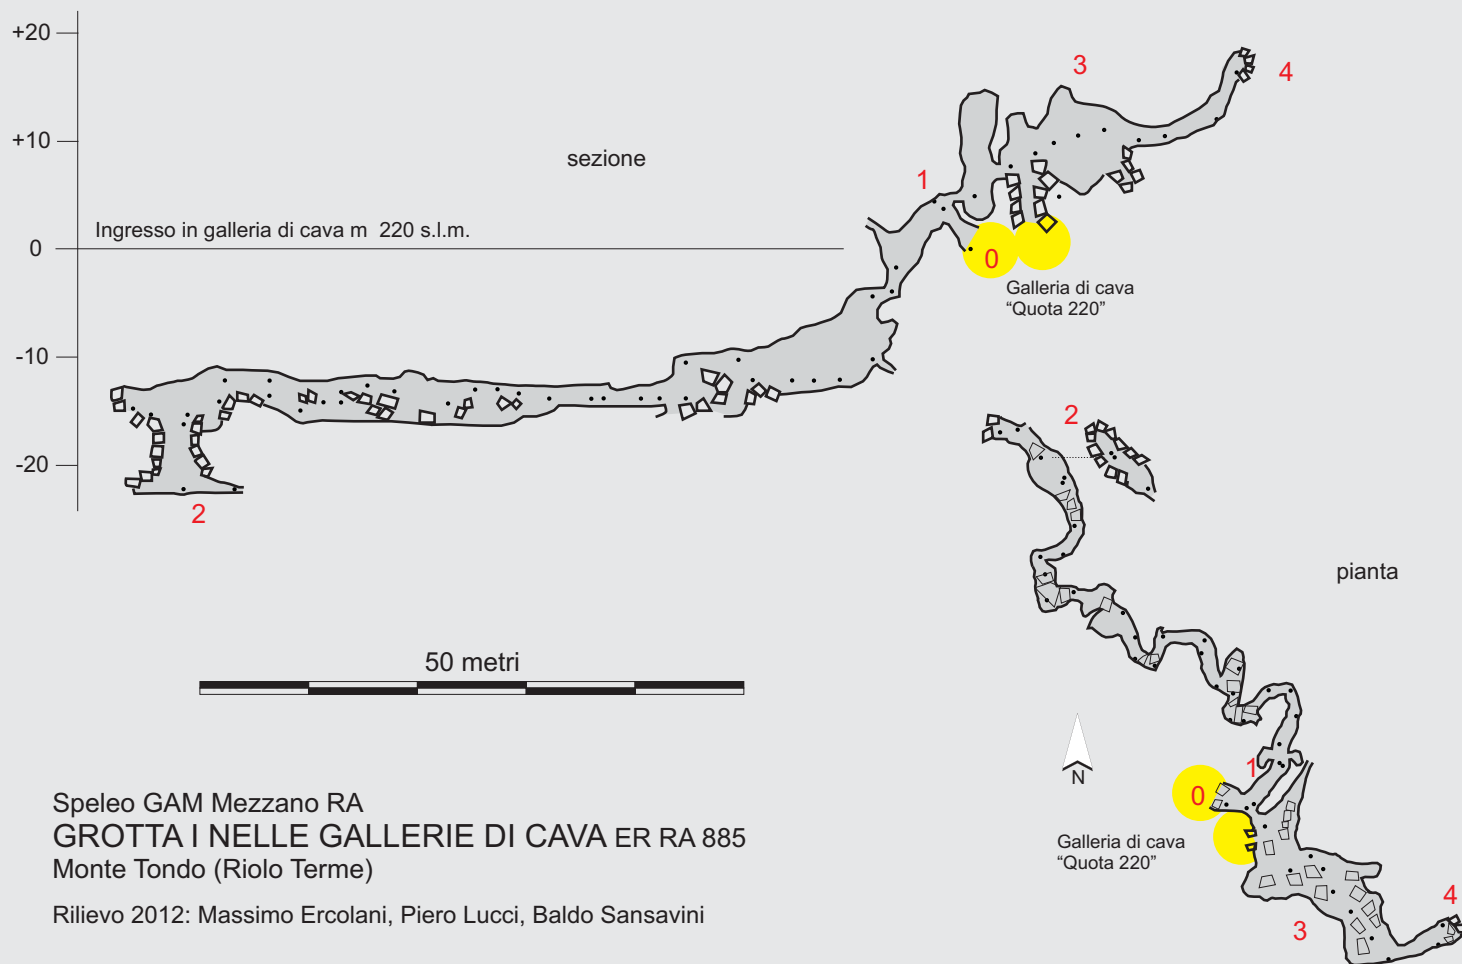 +20
3
4
+10
sezione
1
Ingresso in galleria di cava m 220 s.l.m.
0
0
Galleria di cava
“Quota 220”
-10
-20
2
2
pianta
50 metri
N
1
0
Galleria di cava
“Quota 220”
4
3
Speleo GAM Mezzano RA
GROTTA I NELLE GALLERIE DI CAVA ER RA 885
Monte Tondo (Riolo Terme)
Rilievo 2012: Massimo Ercolani, Piero Lucci, Baldo Sansavini